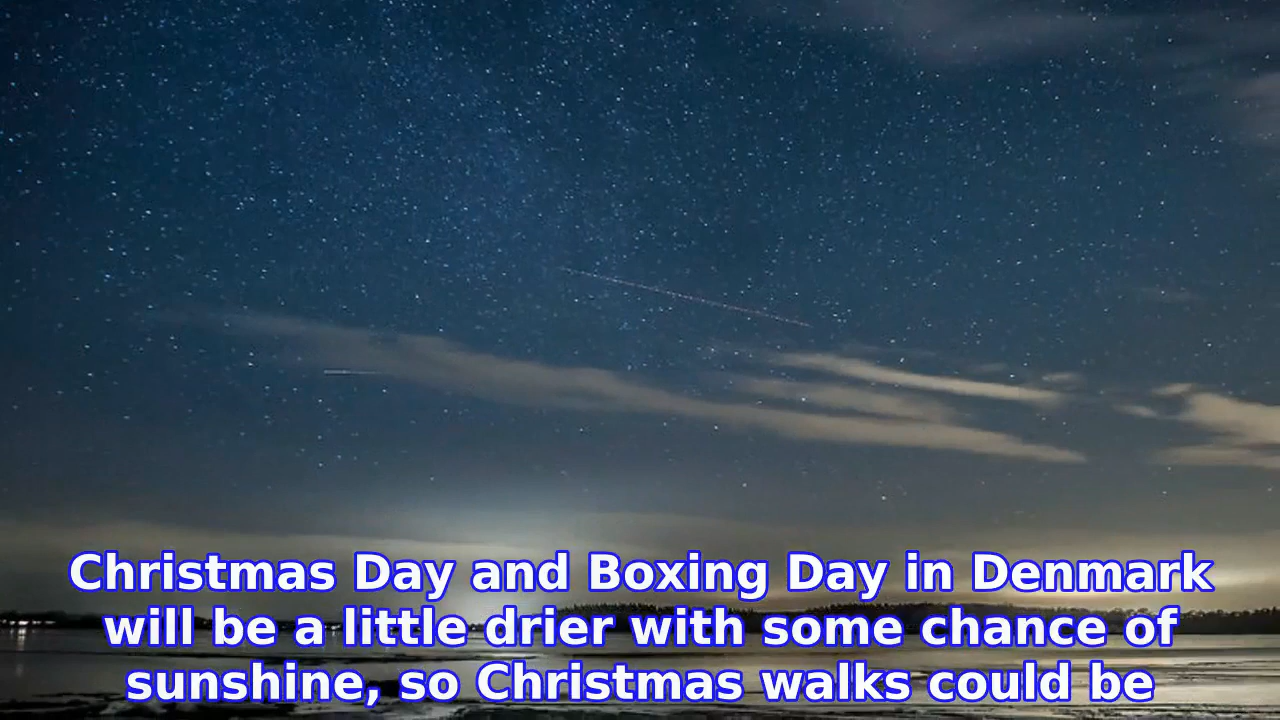 Christmas Day and Boxing Day in Denmark
will be a little drier with some chance of
sunshine, so Christmas walks could be